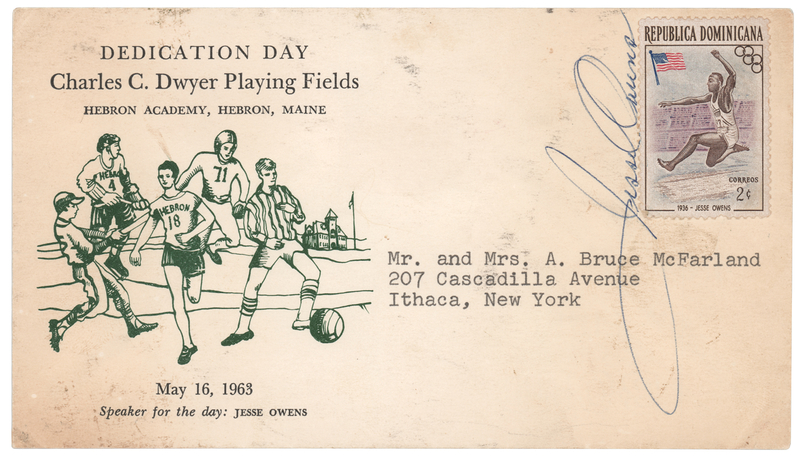 DEDICATION DAY
Charles C. Dwyer Playing Fields
HEBRON ACADEMY, HEBRON, MAINE
HEM
4
71
HEBRON
18
May 16, 1963
Speaker for the day: JESSE OWENS
Jesse Owens
REPUBLICA DOMINICANA
CORREOS
2¢
1936 - JESSE OWENS
Mr. and Mrs. A. Bruce McFarland
207 Cascadilla Avenue
Ithaca, New York